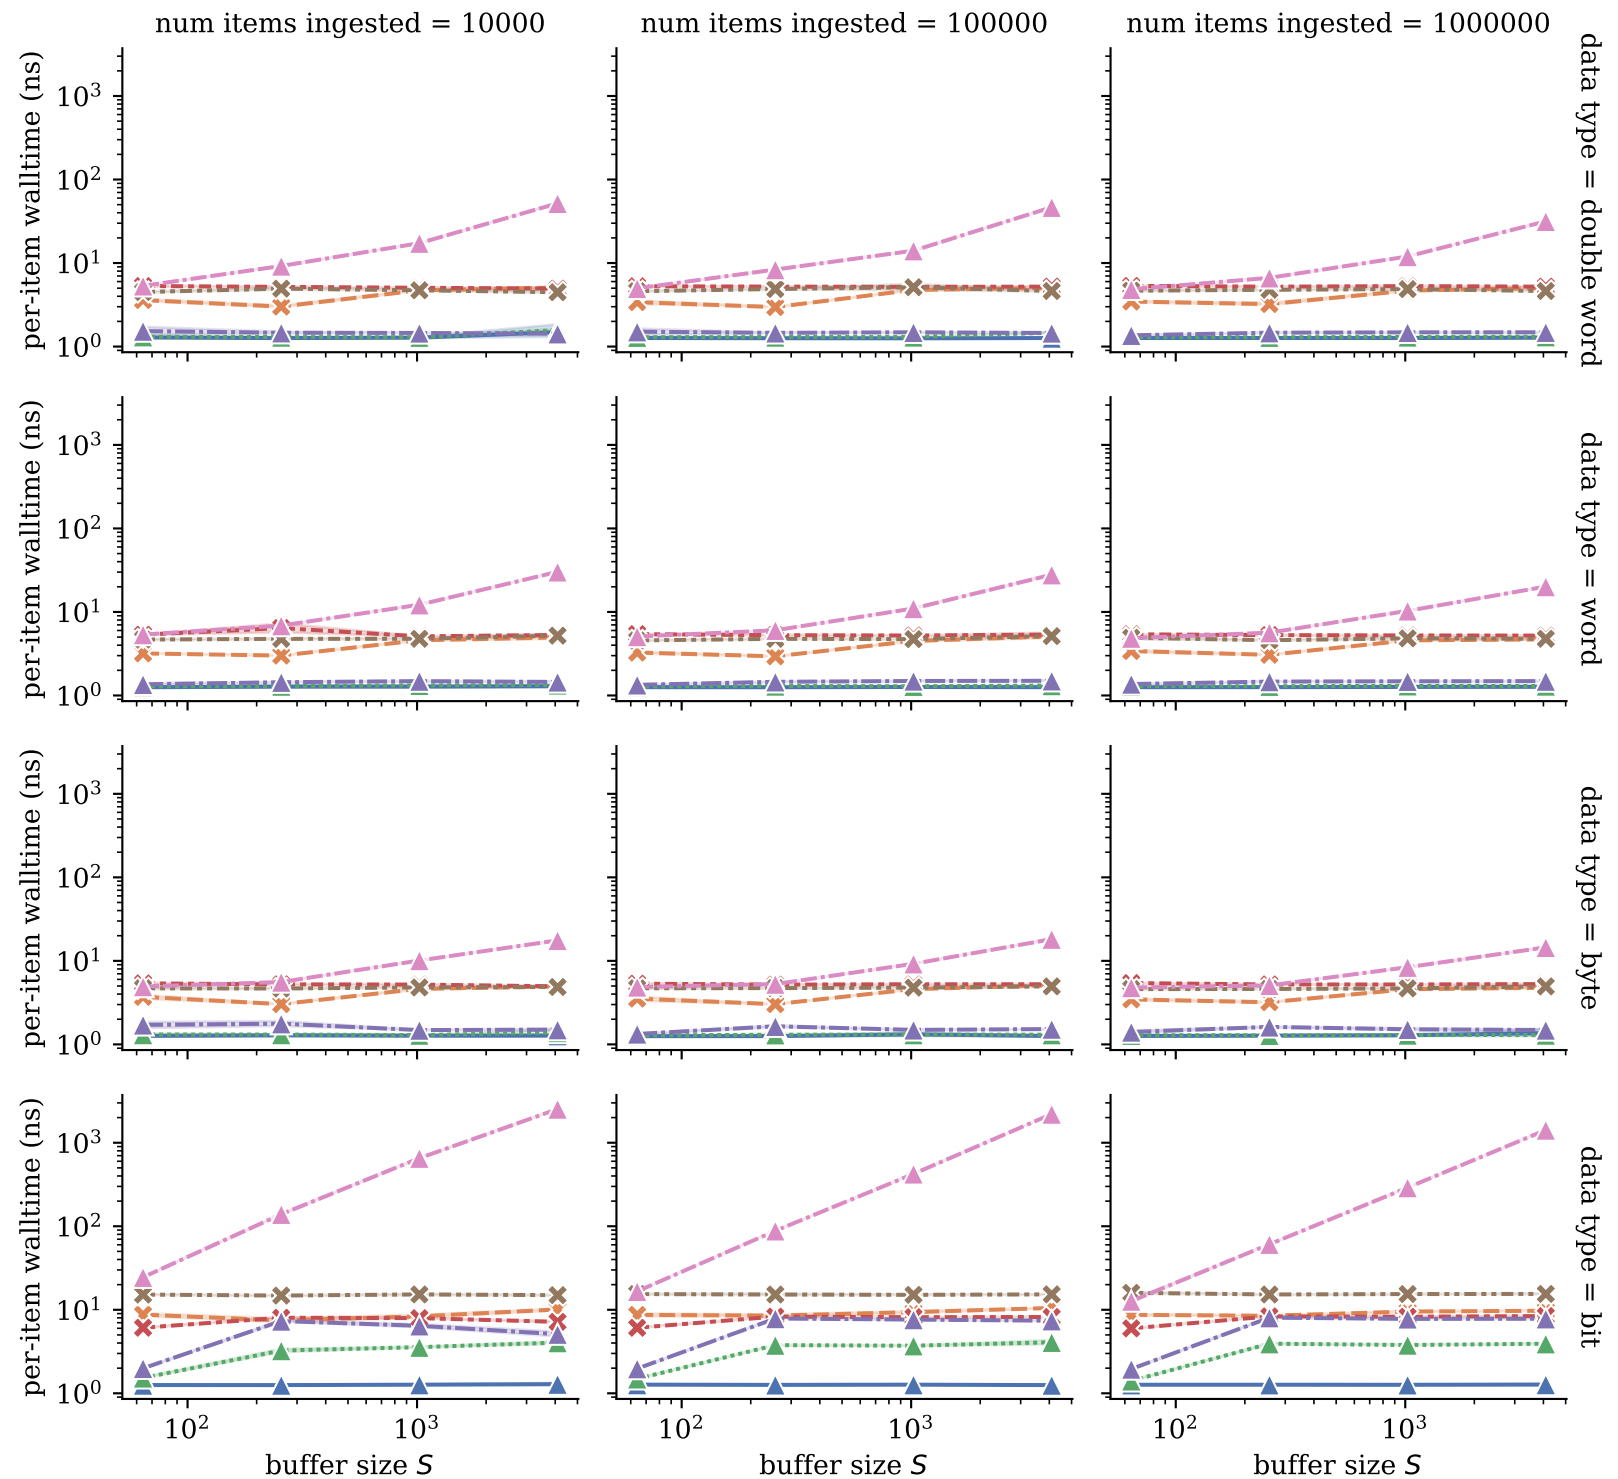 num items ingested = 10000
num items ingested = 100000
num items ingested = 1000000
per-item walltime (ns)
10³
10²
10¹
10⁰
data type = double word
per-item walltime (ns)
10³
10²
10¹
10⁰
data type = word
per-item walltime (ns)
10³
10²
10¹
10⁰
data type = byte
per-item walltime (ns)
10³
10²
10¹
10⁰
data type = bit
10² 10³
10² 10³
10² 10³
buffer size S
buffer size S
buffer size S